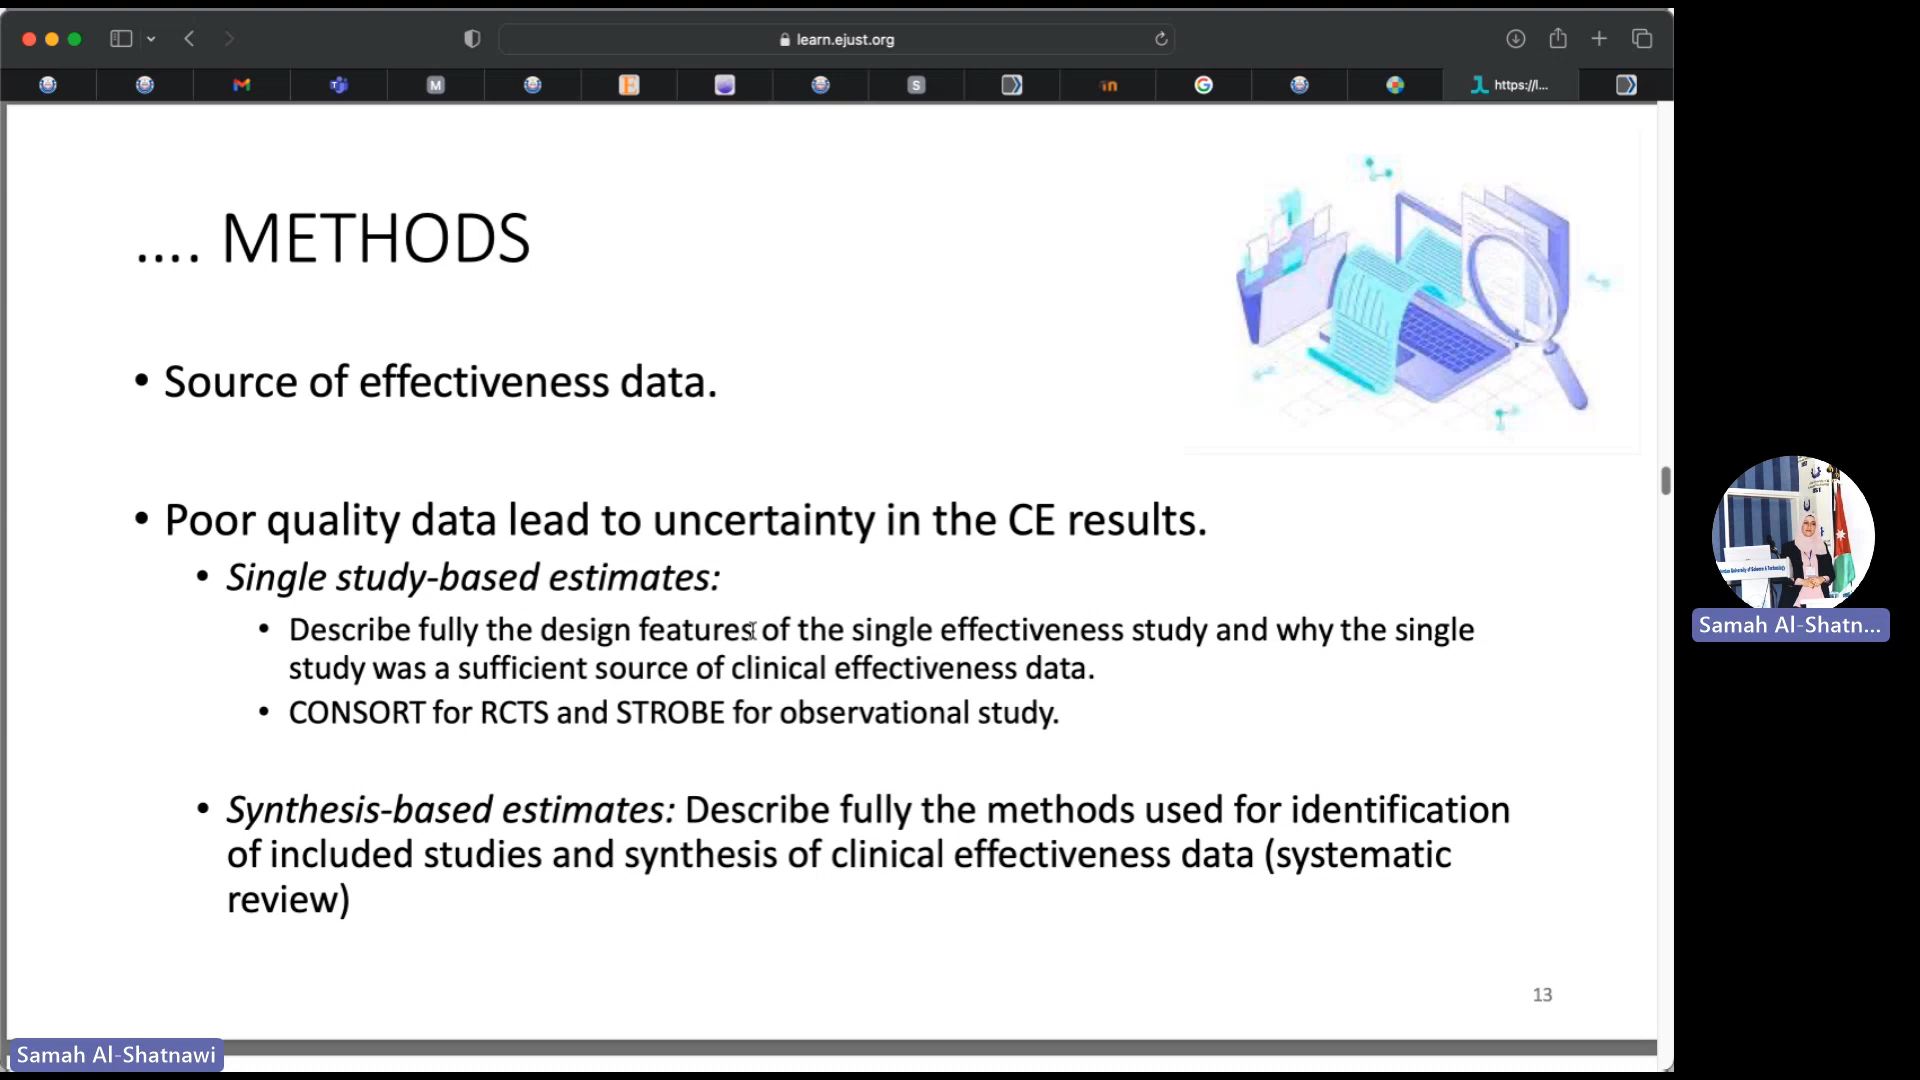 learn.ejust.org
M
S
https://l...
.... METHODS
• Source of effectiveness data.
• Poor quality data lead to uncertainty in the CE results.
• Single study-based estimates:
• Describe fully the design features of the single effectiveness study and why the single
study was a sufficient source of clinical effectiveness data.
• CONSORT for RCTS and STROBE for observational study.
• Synthesis-based estimates: Describe fully the methods used for identification
of included studies and synthesis of clinical effectiveness data (systematic
review)
13
Samah Al-Shatn...
Samah Al-Shatnawi